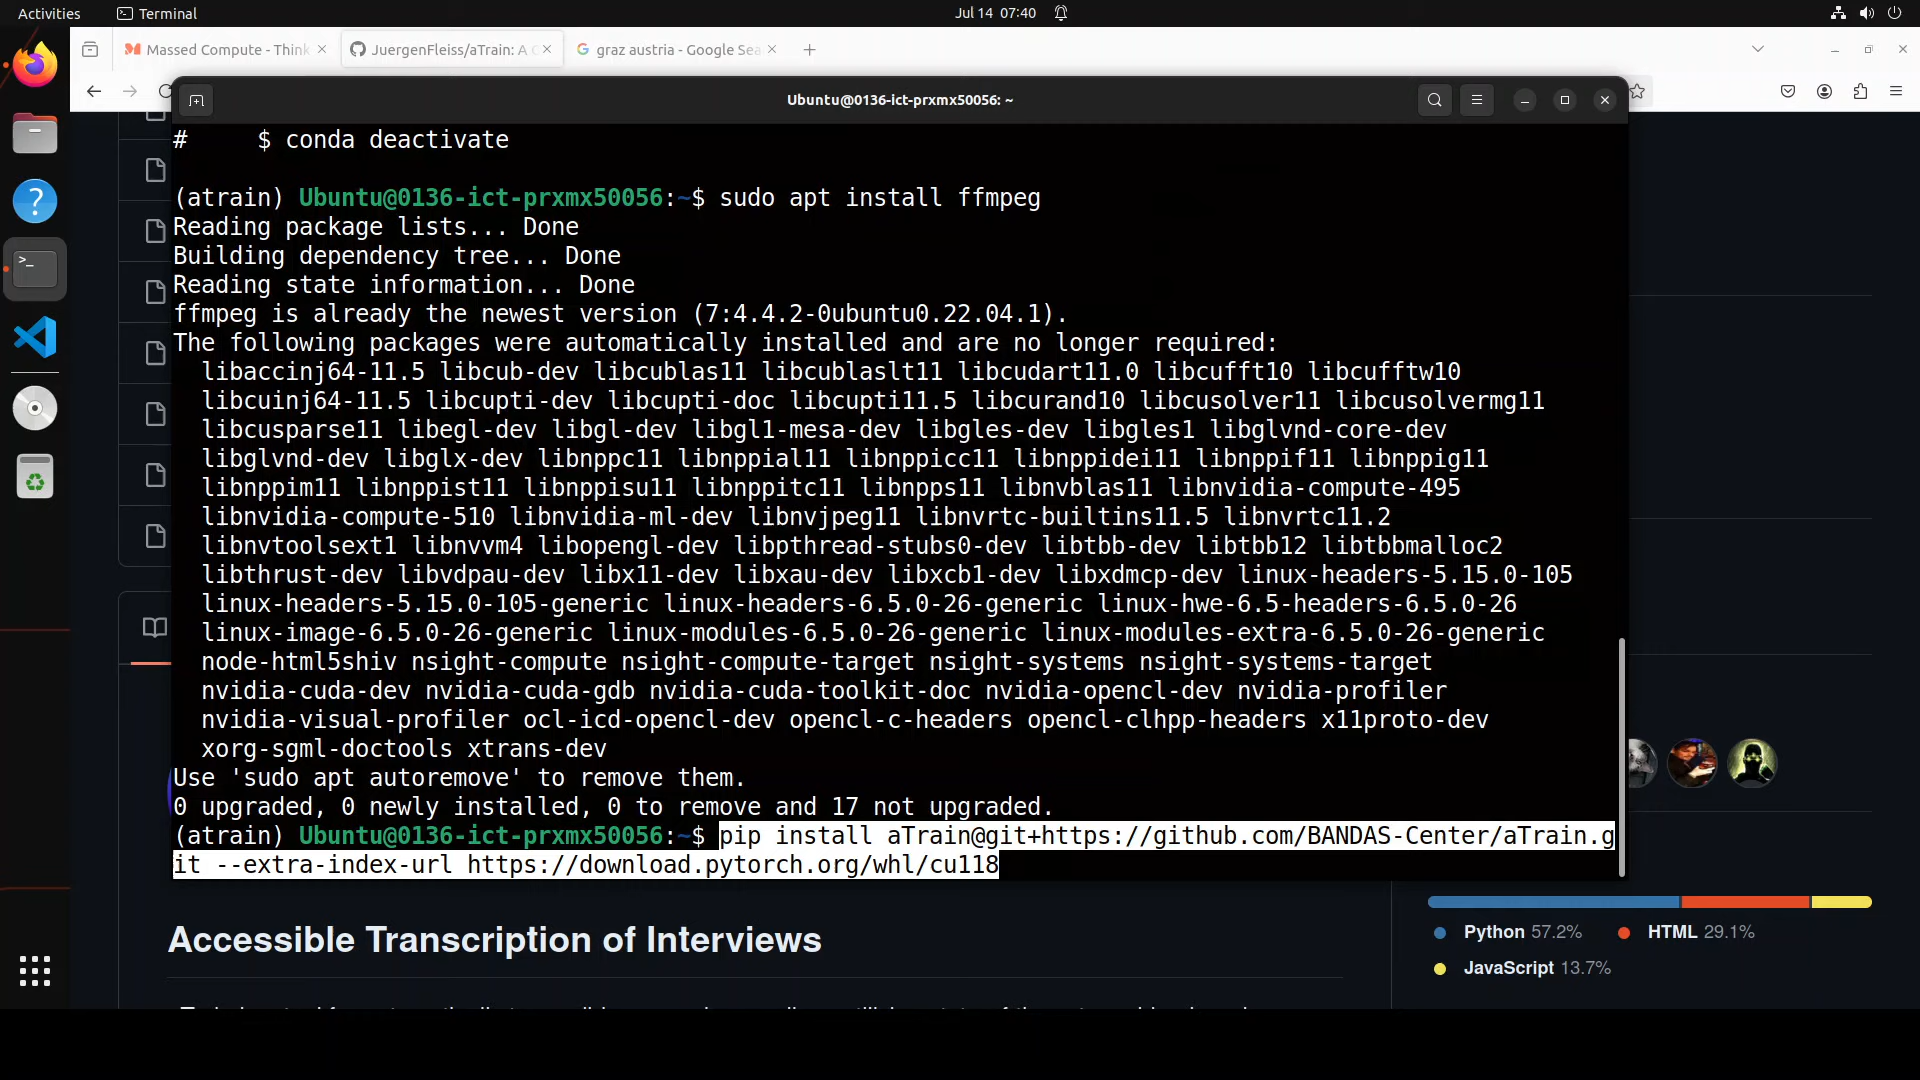 Activities
Terminal
Jul 14 07:40
Massed Compute - Think
JuergenFleiss/aTrain: A
graz austria - Google Sea
Ubuntu@0136-ict-prxmx50056: ~
# $ conda deactivate
(atrain) Ubuntu@0136-ict-prxmx50056:~$ sudo apt install ffmpeg
Reading package lists... Done
Building dependency tree... Done
Reading state information... Done
ffmpeg is already the newest version (7:4.4.2-0ubuntu0.22.04.1).
The following packages were automatically installed and are no longer required:
libaccinj64-11.5 libcub-dev libcublas11 libcublaslt11 libcudart11.0 libcufft10 libcufftw10
libcuinj64-11.5 libcupti-dev libcupti-doc libcupti11.5 libcurand10 libcusolver11 libcusolvermg11
libcusparse11 libegl-dev libgl-dev libgl1-mesa-dev libgles-dev libgles1 libglvnd-core-dev
libglvnd-dev libglx-dev libnppc11 libnppial11 libnppicc11 libnppidei11 libnppif11 libnppig11
libnppim11 libnppist11 libnppisu11 libnppitc11 libnpps11 libnvblas11 libnvidia-compute-495
libnvidia-compute-510 libnvidia-ml-dev libnvjpeg11 libnvrtc-builtins11.5 libnvrtc11.2
libnvtoolsext1 libnvvm4 libopengl-dev libpthread-stubs0-dev libtbb-dev libtbb12 libtbbmalloc2
libthrust-dev libvdpau-dev libx11-dev libxau-dev libxcb1-dev libxdmcp-dev linux-headers-5.15.0-105
linux-headers-5.15.0-105-generic linux-headers-6.5.0-26-generic linux-hwe-6.5-headers-6.5.0-26
linux-image-6.5.0-26-generic linux-modules-6.5.0-26-generic linux-modules-extra-6.5.0-26-generic
node-html5shiv nsight-compute nsight-compute-target nsight-systems nsight-systems-target
nvidia-cuda-dev nvidia-cuda-gdb nvidia-cuda-toolkit-doc nvidia-opencl-dev nvidia-profiler
nvidia-visual-profiler ocl-icd-opencl-dev opencl-c-headers opencl-clhpp-headers x11proto-dev
xorg-sgml-doctools xtrans-dev
Use 'sudo apt autoremove' to remove them.
0 upgraded, 0 newly installed, 0 to remove and 17 not upgraded.
(atrain) Ubuntu@0136-ict-prxmx50056:~$ pip install aTrain@git+https://github.com/BANDAS-Center/aTrain.g
it --extra-index-url https://download.pytorch.org/whl/cu118
Accessible Transcription of Interviews
Python 57.2%
HTML 29.1%
JavaScript 13.7%